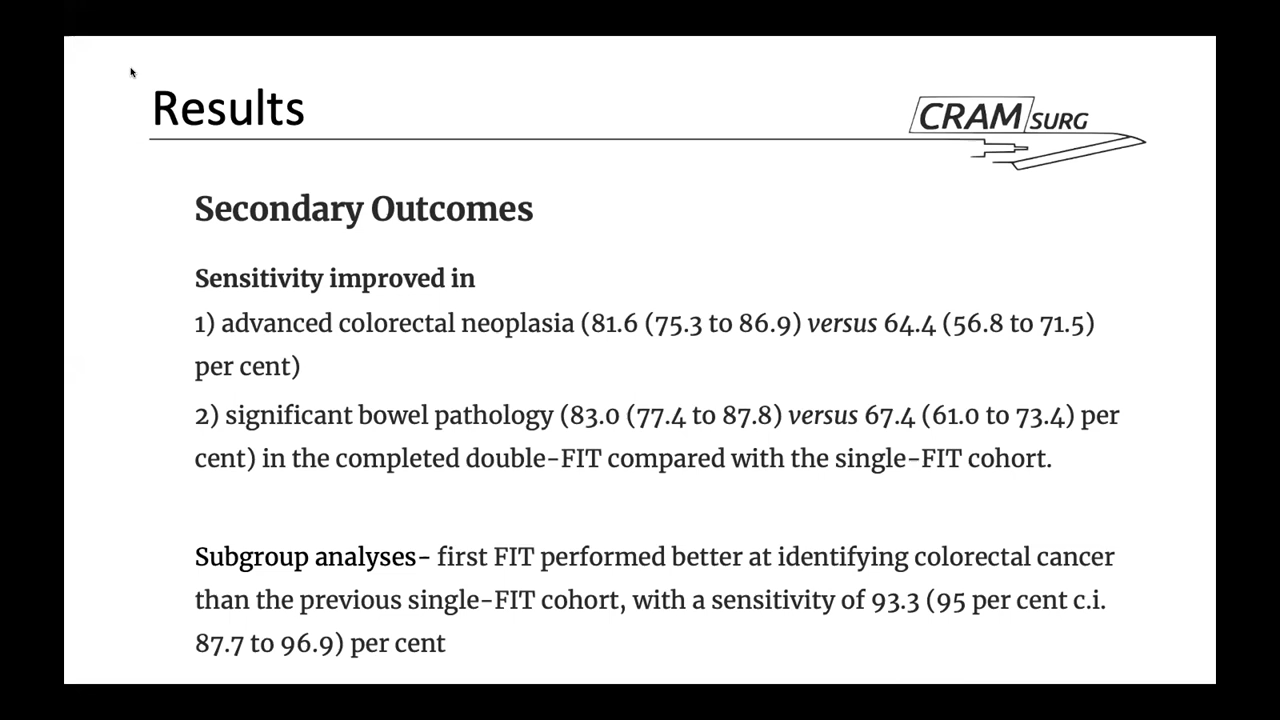 Results
CRAM SURG
Secondary Outcomes
Sensitivity improved in
1) advanced colorectal neoplasia (81.6 (75.3 to 86.9) versus 64.4 (56.8 to 71.5)
per cent)
2) significant bowel pathology (83.0 (77.4 to 87.8) versus 67.4 (61.0 to 73.4) per
cent) in the completed double-FIT compared with the single-FIT cohort.
Subgroup analyses- first FIT performed better at identifying colorectal cancer
than the previous single-FIT cohort, with a sensitivity of 93.3 (95 per cent c.i.
87.7 to 96.9) per cent